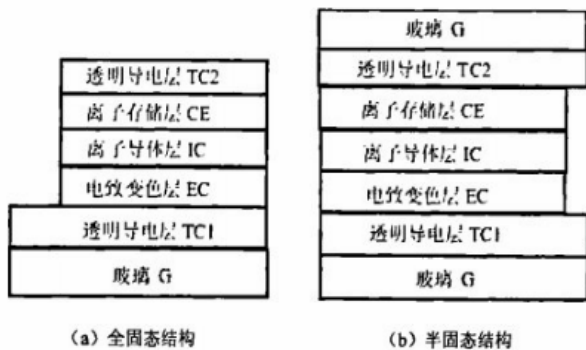 透明导电层 TC2
离子存储层 CE
离子导体层 IC
电致变色层 EC
透明导电层 TC1
玻璃 G
(a) 全固态结构
玻璃 G
透明导电层 TC2
离子存储层 CE
离子导体层 IC
电致变色层 EC
透明导电层 TC1
玻璃 G
(b) 半固态结构